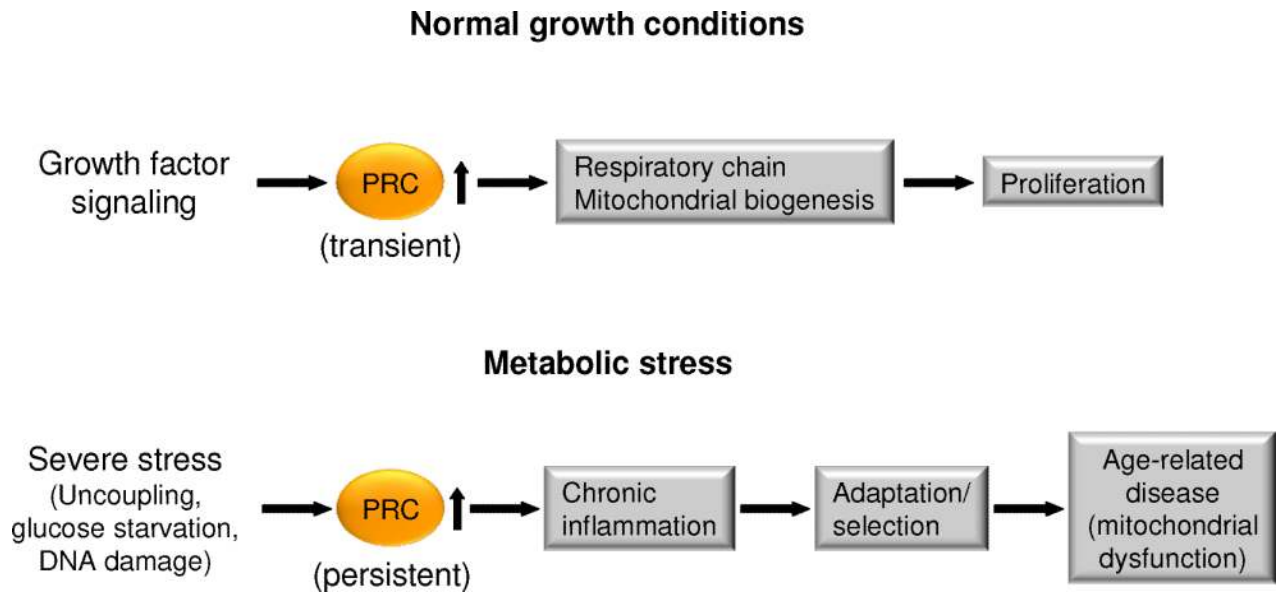 Normal growth conditions
Growth factor
signaling
PRC
(transient)
Respiratory chain
Mitochondrial biogenesis
Proliferation
Metabolic stress
Severe stress
(Uncoupling,
glucose starvation,
DNA damage)
PRC
(persistent)
Chronic
inflammation
Adaptation/
selection
Age-related
disease
(mitochondrial
dysfunction)